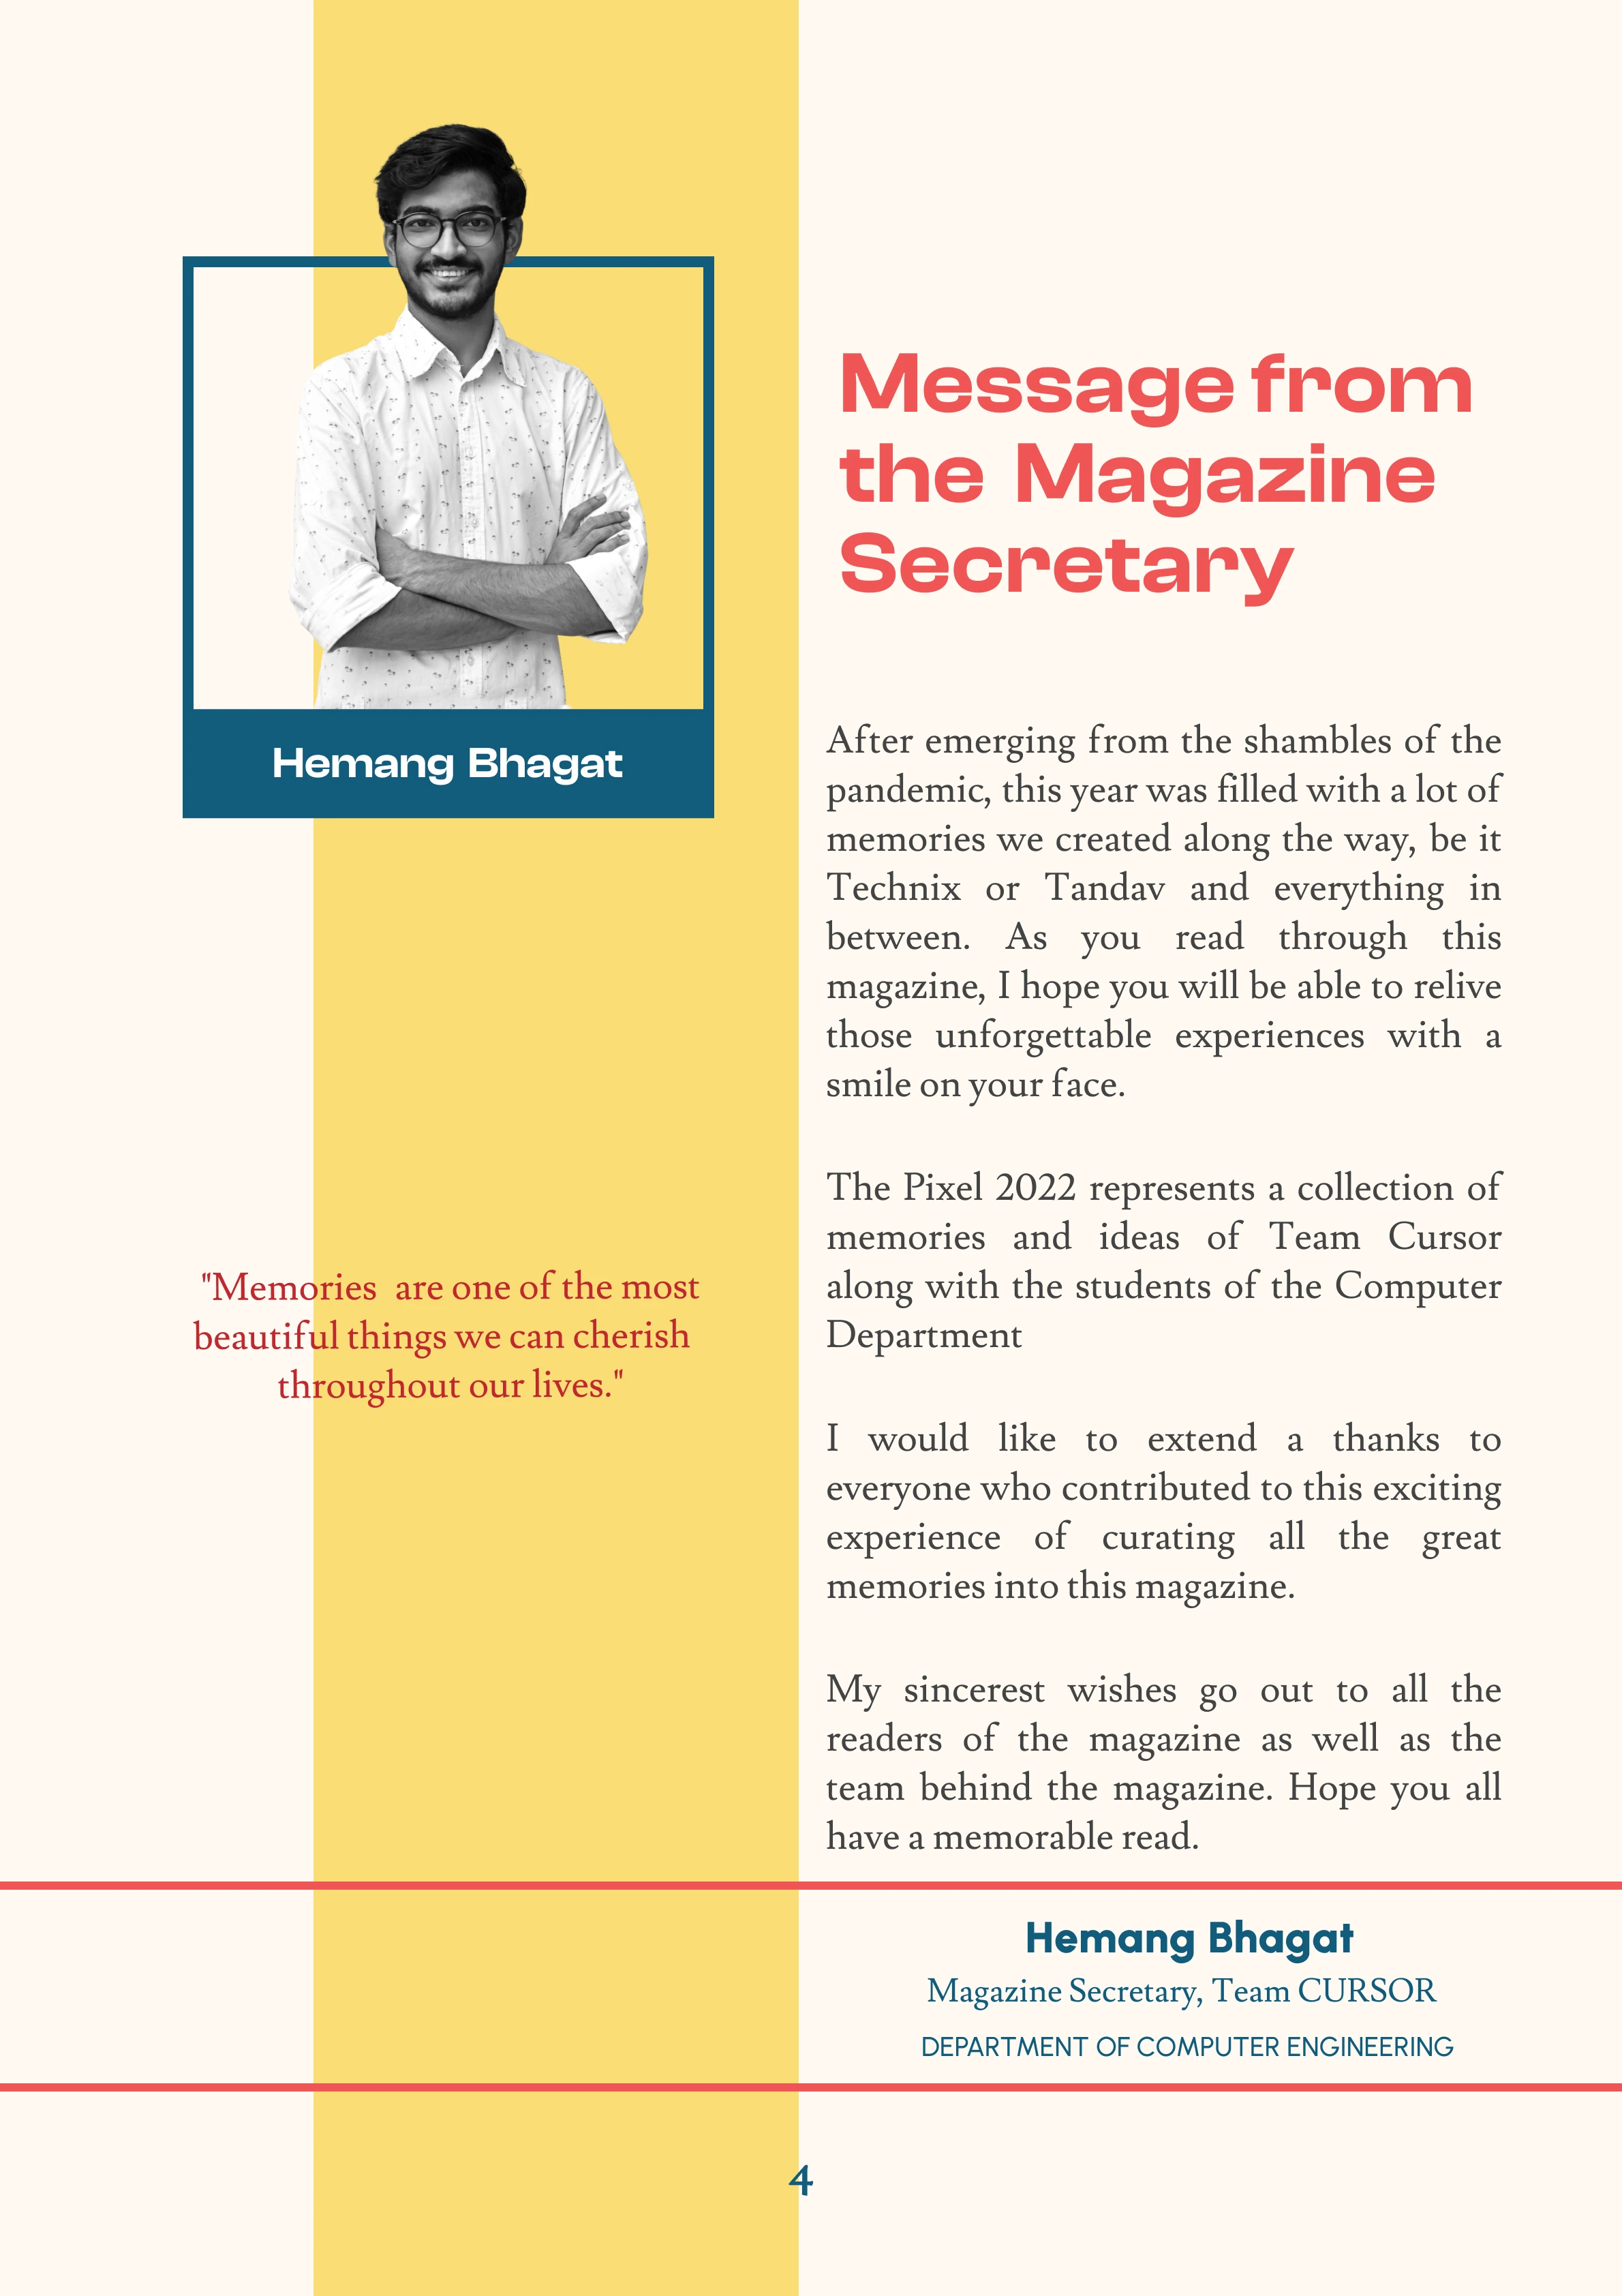 Hemang Bhagat
"Memories are one of the most
beautiful things we can cherish
throughout our lives."
Message from
the Magazine
Secretary
After emerging from the shambles of the
pandemic, this year was filled with a lot of
memories we created along the way, be it
Technix or Tandav and everything in
between. As you read through this
magazine, I hope you will be able to relive
those unforgettable experiences with a
smile on your face.
The Pixel 2022 represents a collection of
memories and ideas of Team Cursor
along with the students of the Computer
Department
I would like to extend a thanks to
everyone who contributed to this exciting
experience of curating all the great
memories into this magazine.
My sincerest wishes go out to all the
readers of the magazine as well as the
team behind the magazine. Hope you all
have a memorable read.
Hemang Bhagat
Magazine Secretary, Team CURSOR
DEPARTMENT OF COMPUTER ENGINEERING
4